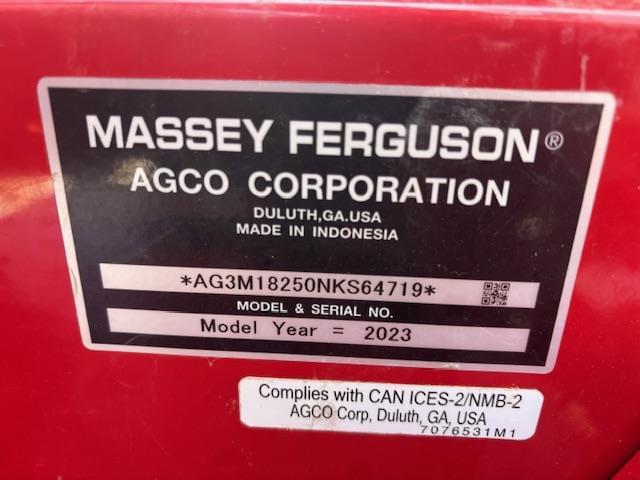 MASSEY FERGUSON®
AGCO CORPORATION
DULUTH,GA.USA
MADE IN INDONESIA
*AG3M18250NKS64719*
MODEL & SERIAL NO.
Model Year = 2023
Complies with CAN ICES-2/NMB-2
AGCO Corp, Duluth, GA, USA
7076531M1